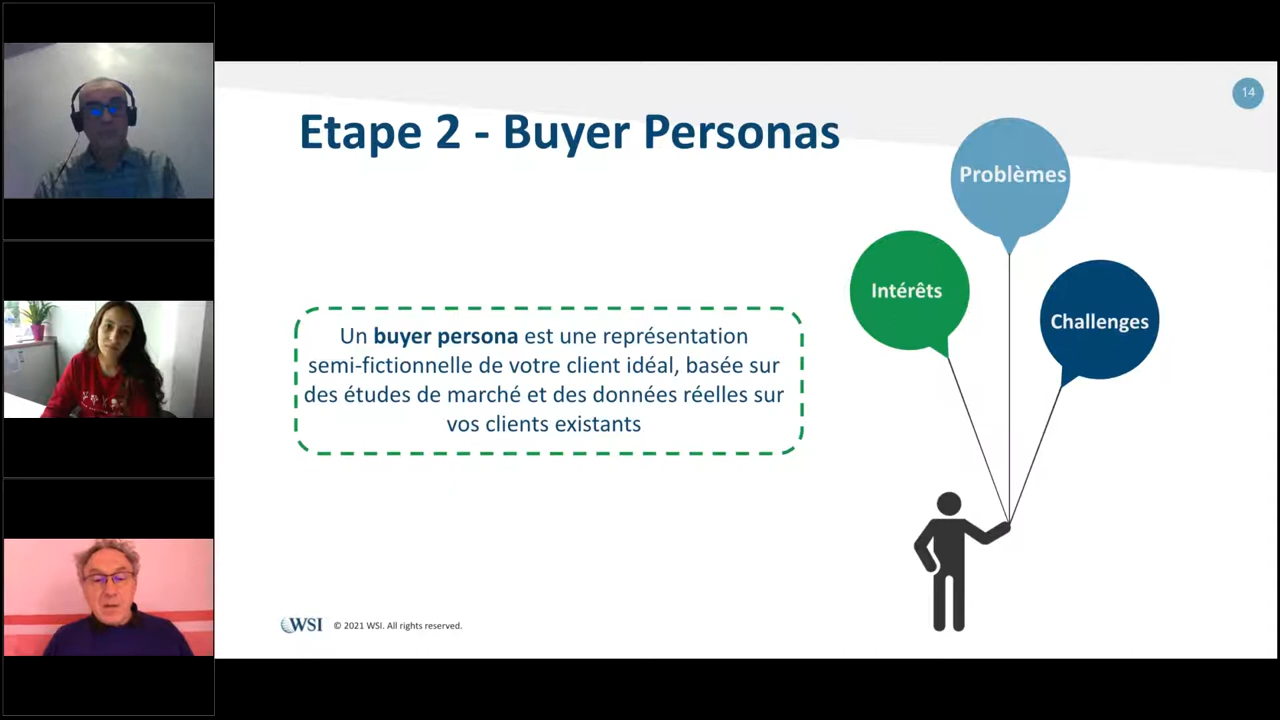 14
Etape 2 - Buyer Personas
Problèmes
Intérêts
Challenges
Un buyer persona est une représentation
semi-fictionnelle de votre client idéal, basée sur
des études de marché et des données réelles sur
vos clients existants
WSI © 2021 WSI. All rights reserved.